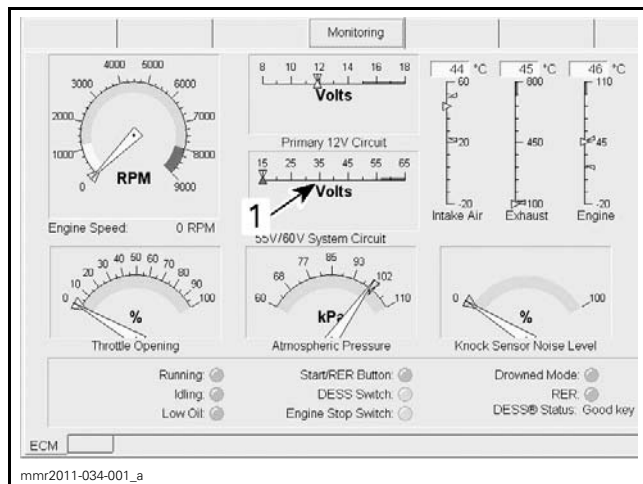 Monitoring
4000 5000
3000 6000
2000 7000
1000 8000
0 9000
RPM
Engine Speed: 0 RPM
8 10 12 14 16 18
Volts
Primary 12V Circuit
15 25 35 45 55 65
Volts
1
55V/60V System Circuit
44 °C 45 °C 46 °C
60 800 110
20 450 45
-20 100 -20
Intake Air Exhaust Engine
0 10 20 30 40 50 60 70 80 90 100
%
Throttle Opening
60 68 77 85 93 102 110
kPa
Atmospheric Pressure
0 100
%
Knock Sensor Noise Level
Running: Start/RER Button: Drowned Mode:
Idling: DESS Switch: RER:
Low Oil: Engine Stop Switch: DESS® Status: Good key
ECM
mmr2011-034-001_a